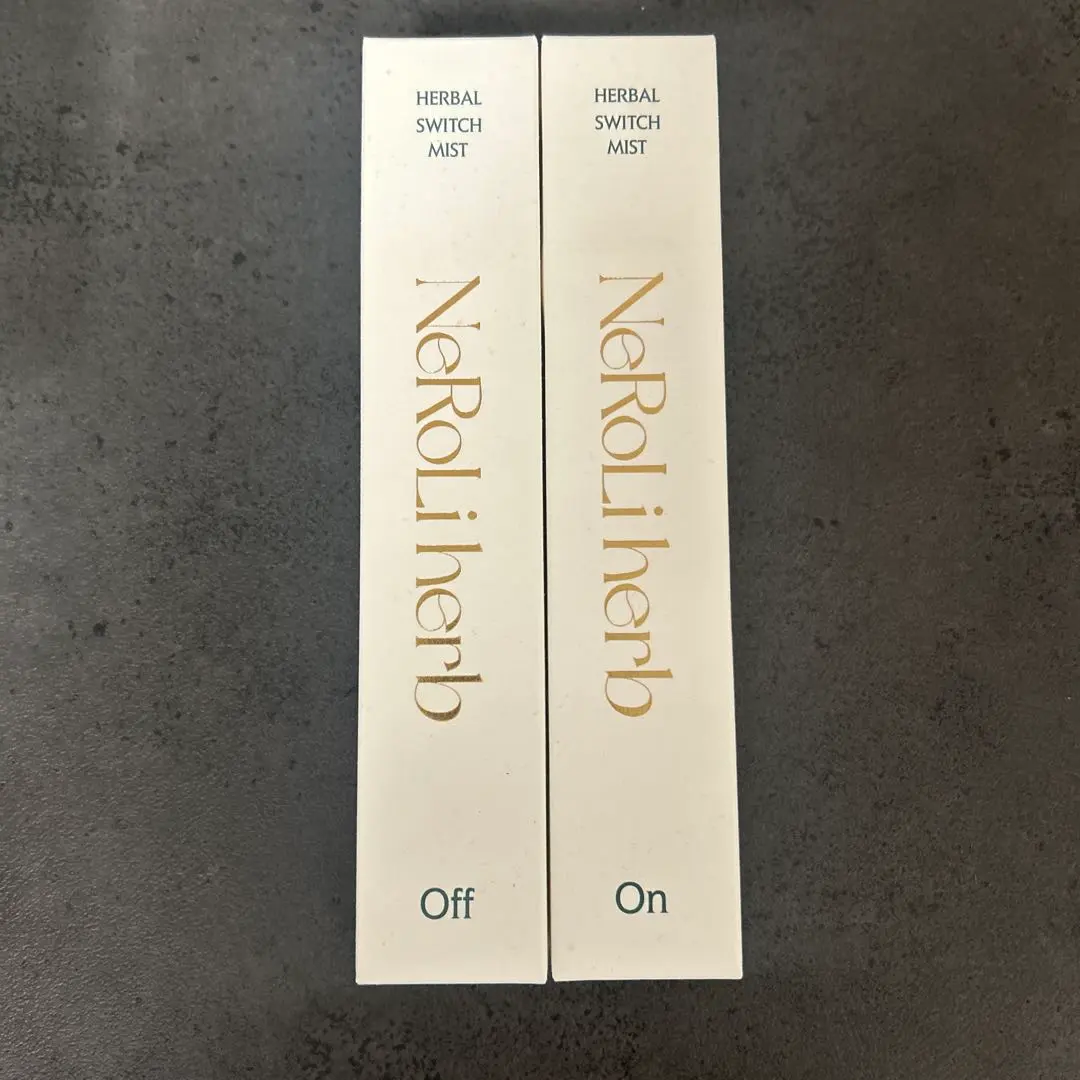 HERBAL
SWITCH
MIST
NeRoLi herb
Off
HERBAL
SWITCH
MIST
NeRoLi herb
On